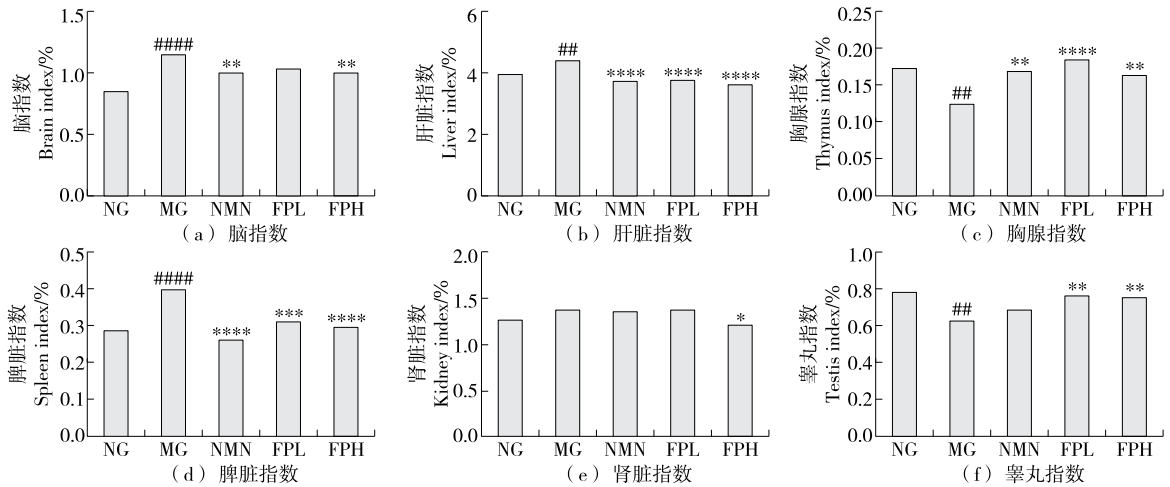 脑指数
Brain index/%
1.5
1.0
0.5
0.0
####
**
**
NG MG NMN FPL FPH
（a）脑指数
肝脏指数
Liver index/%
6
4
2
0
##
****
****
****
NG MG NMN FPL FPH
（b）肝脏指数
胸腺指数
Thymus index/%
0.25
0.20
0.15
0.10
0.05
0.00
##
**
****
**
NG MG NMN FPL FPH
（c）胸腺指数
脾脏指数
Spleen index/%
0.5
0.4
0.3
0.2
0.1
0.0
####
****
***
****
NG MG NMN FPL FPH
（d）脾脏指数
肾脏指数
Kidney index/%
2.0
1.5
1.0
0.5
0.0
*
NG MG NMN FPL FPH
（e）肾脏指数
睾丸指数
Testis index/%
1.0
0.8
0.6
0.4
0.2
0.0
##
**
**
NG MG NMN FPL FPH
（f）睾丸指数